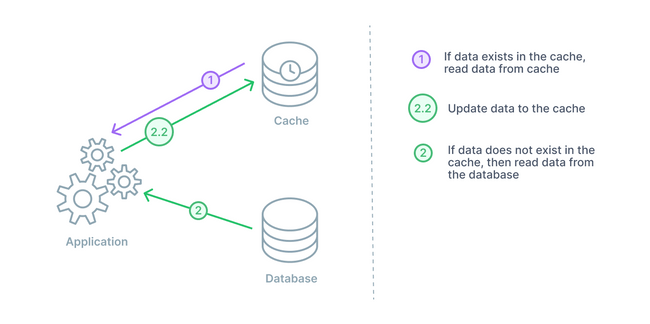 1
2.2
Cache
Application
2
Database
1
If data exists in the cache,
read data from cache
2.2
Update data to the cache
2
If data does not exist in the
cache, then read data from
the database